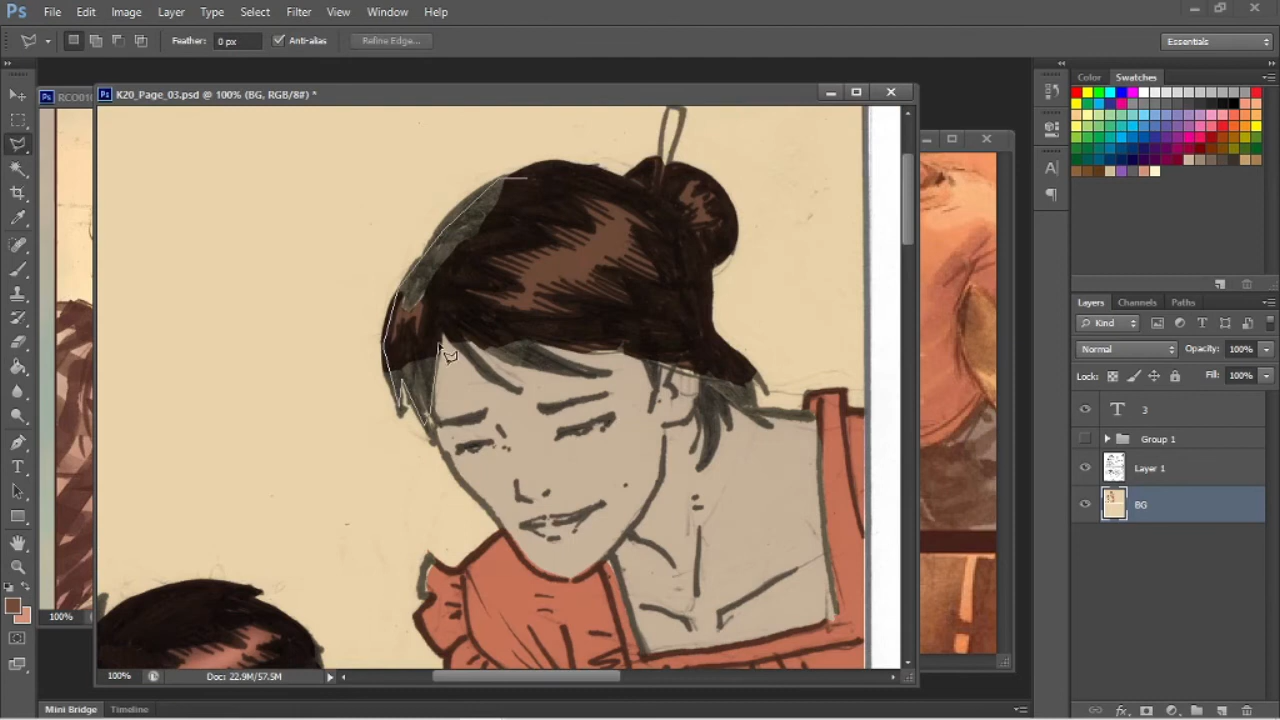 Ps File Edit Image Layer Type Select Filter View Window Help
Feather: 0 px Anti-alias Refine Edge... Essentials
RCO01
K20_Page_03.psd @ 100% (BG, RGB/8#) *
Color Swatches
Layers Channels Paths
Kind
Normal Opacity: 100%
Lock: Fill: 100%
3
Group 1
Layer 1
BG
100%
100% Doc: 22.9M/57.5M
Mini Bridge Timeline